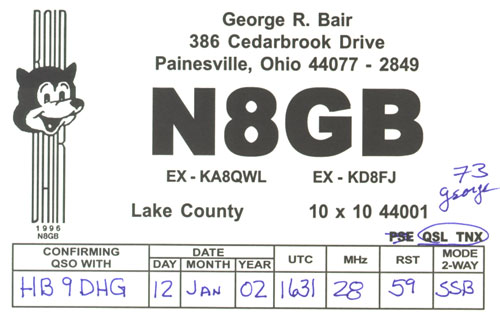 George R. Bair
386 Cedarbrook Drive
Painesville, Ohio 44077 - 2849
N8GB
EX - KA8QWL EX - KD8FJ
73
George
Lake County 10 x 10 44001
1996
N8GB
PSE QSL TNX
CONFIRMING QSO WITH DATE DAY MONTH YEAR UTC MHz RST MODE 2-WAY
HB9DHG 12 JAN 02 1631 28 59 SSB